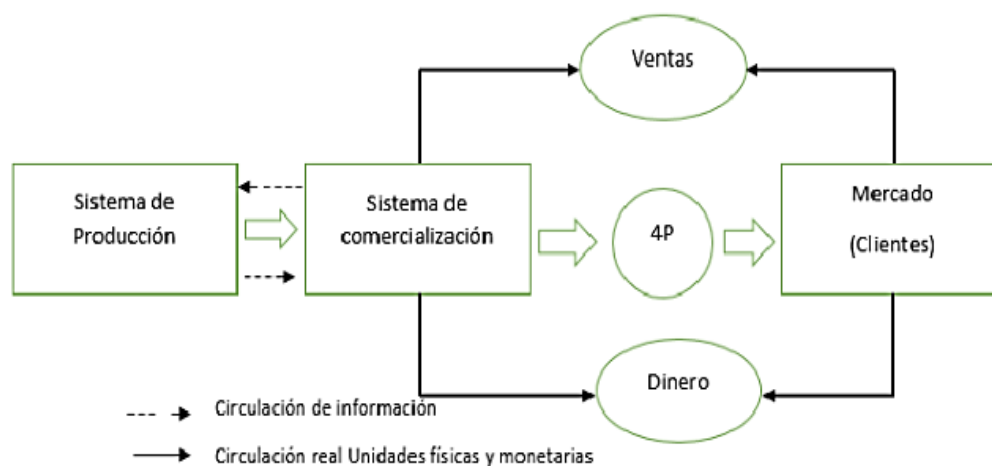 Ventas
Sistema de
Producción
Sistema de
comercialización
4P
Mercado
(Clientes)
Dinero
Circulación de información
Circulación real Unidades físicas y monetarias